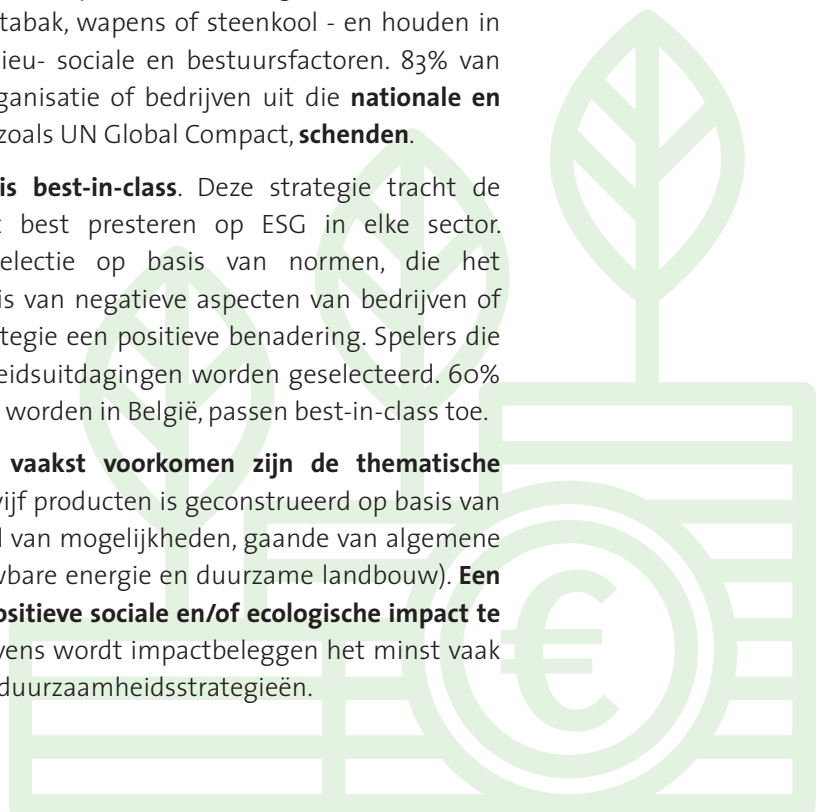 tabak, wapens of steenkool - en houden in
ieu- sociale en bestuursfactoren. 83% van
ganisatie of bedrijven uit die nationale en
zoals UN Global Compact, schenden.
is best-in-class. Deze strategie tracht de
t best presteren op ESG in elke sector.
electie op basis van normen, die het
is van negatieve aspecten van bedrijven of
tegie een positieve benadering. Spelers die
eidsuitdagingen worden geselecteerd. 60%
worden in België, passen best-in-class toe.
vaakst voorkomen zijn de thematische
vijf producten is geconstrueerd op basis van
l van mogelijkheden, gaande van algemene
wbare energie en duurzame landbouw). Een
ositieve sociale en/of ecologische impact te
vens wordt impactbeleggen het minst vaak
duurzaamheidsstrategieën.
€